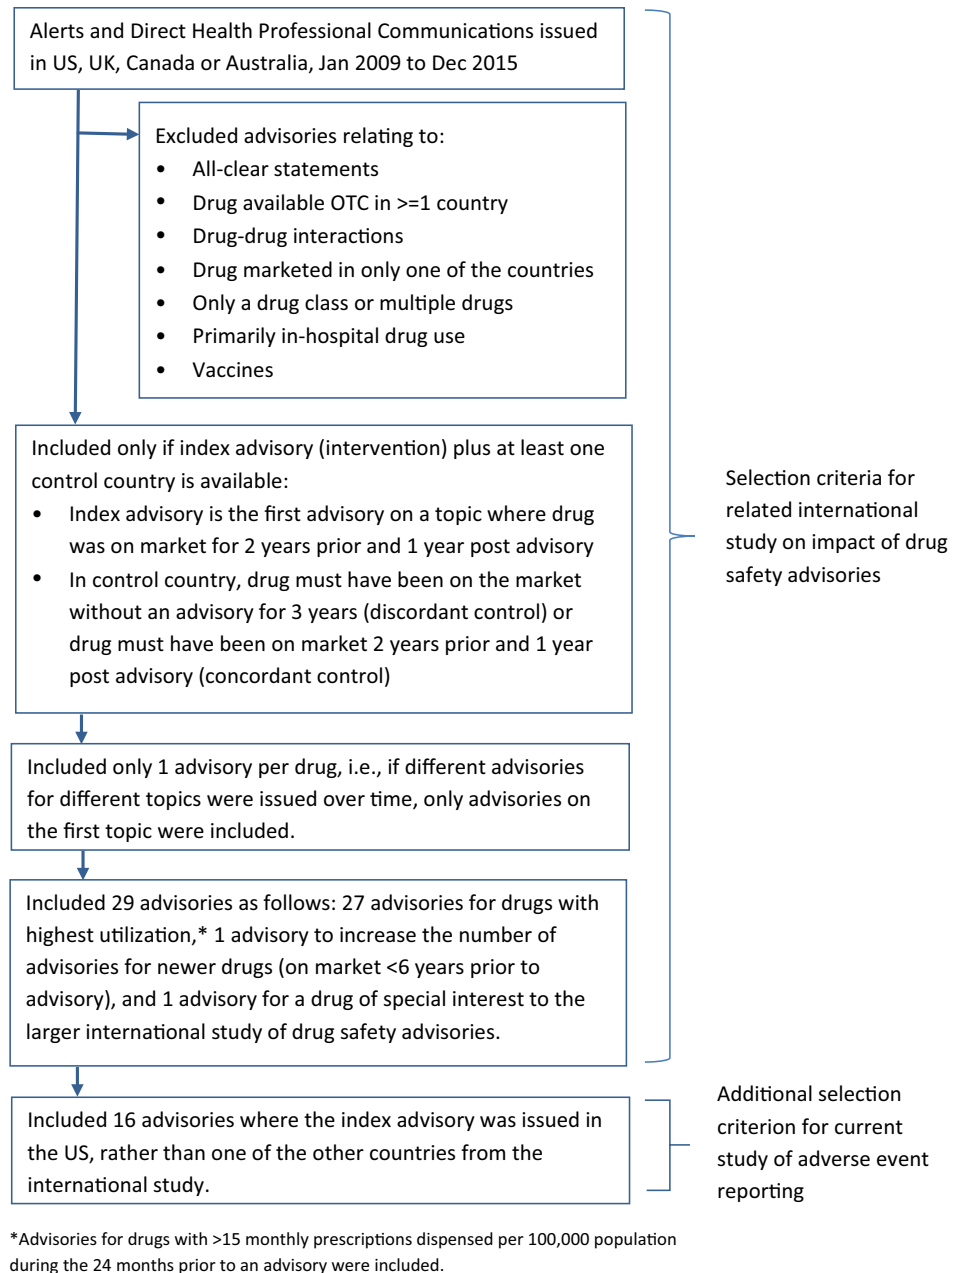 Alerts and Direct Health Professional Communications issued
in US, UK, Canada or Australia, Jan 2009 to Dec 2015
Excluded advisories relating to:
• All-clear statements
• Drug available OTC in >=1 country
• Drug-drug interactions
• Drug marketed in only one of the countries
• Only a drug class or multiple drugs
• Primarily in-hospital drug use
• Vaccines
Included only if index advisory (intervention) plus at least one
control country is available:
• Index advisory is the first advisory on a topic where drug
was on market for 2 years prior and 1 year post advisory
• In control country, drug must have been on the market
without an advisory for 3 years (discordant control) or
drug must have been on market 2 years prior and 1 year
post advisory (concordant control)
Included only 1 advisory per drug, i.e., if different advisories
for different topics were issued over time, only advisories on
the first topic were included.
Included 29 advisories as follows: 27 advisories for drugs with
highest utilization,* 1 advisory to increase the number of
advisories for newer drugs (on market <6 years prior to
advisory), and 1 advisory for a drug of special interest to the
larger international study of drug safety advisories.
Selection criteria for
related international
study on impact of drug
safety advisories
Included 16 advisories where the index advisory was issued in
the US, rather than one of the other countries from the
international study.
Additional selection
criterion for current
study of adverse event
reporting
*Advisories for drugs with >15 monthly prescriptions dispensed per 100,000 population
during the 24 months prior to an advisory were included.